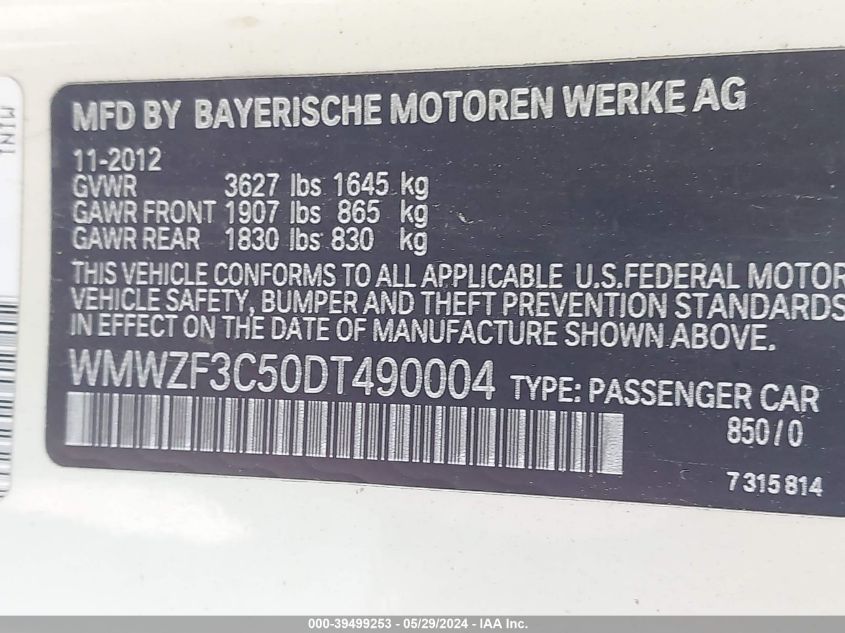 MFD BY BAYERISCHE MOTOREN WERKE AG
11-2012
GVWR 3627 lbs 1645 kg
GAWR FRONT 1907 lbs 865 kg
GAWR REAR 1830 lbs 830 kg
THIS VEHICLE CONFORMS TO ALL APPLICABLE U.S.FEDERAL MOTOR
VEHICLE SAFETY, BUMPER AND THEFT PREVENTION STANDARDS
IN EFFECT ON THE DATE OF MANUFACTURE SHOWN ABOVE.
WMWZF3C50DT490004 TYPE: PASSENGER CAR
850/0
7315814
MINI
000-39499253 - 05/29/2024 - IAA Inc.